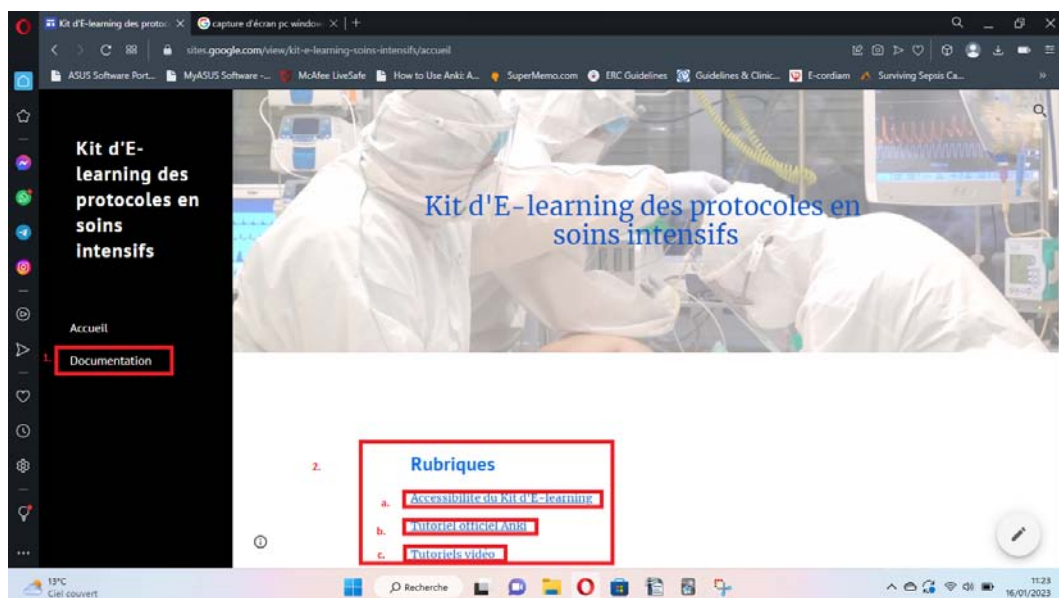 Kit d'E-learning des protoc
capture d'écran pc window
sites.google.com/view/kit-e-learning-soins-intensifs/accueil
ASUS Software Port...
MyASUS Software -...
McAfee LiveSafe
How to Use Anki: A...
SuperMemo.com
ERC Guidelines
Guidelines & Clinic...
E-cordiam
Surviving Sepsis Ca...
Kit d'E-
learning des
protocoles en
soins
intensifs
Kit d'E-learning des protocoles en
soins intensifs
Accueil
1.
Documentation
2.
Rubriques
a.
Accessibilite du Kit d'E-learning
b.
Tutoriel officiel Anki
c.
Tutoriels vidéo
13°C
Ciel couvert
Recherche
11:23
16/01/2023